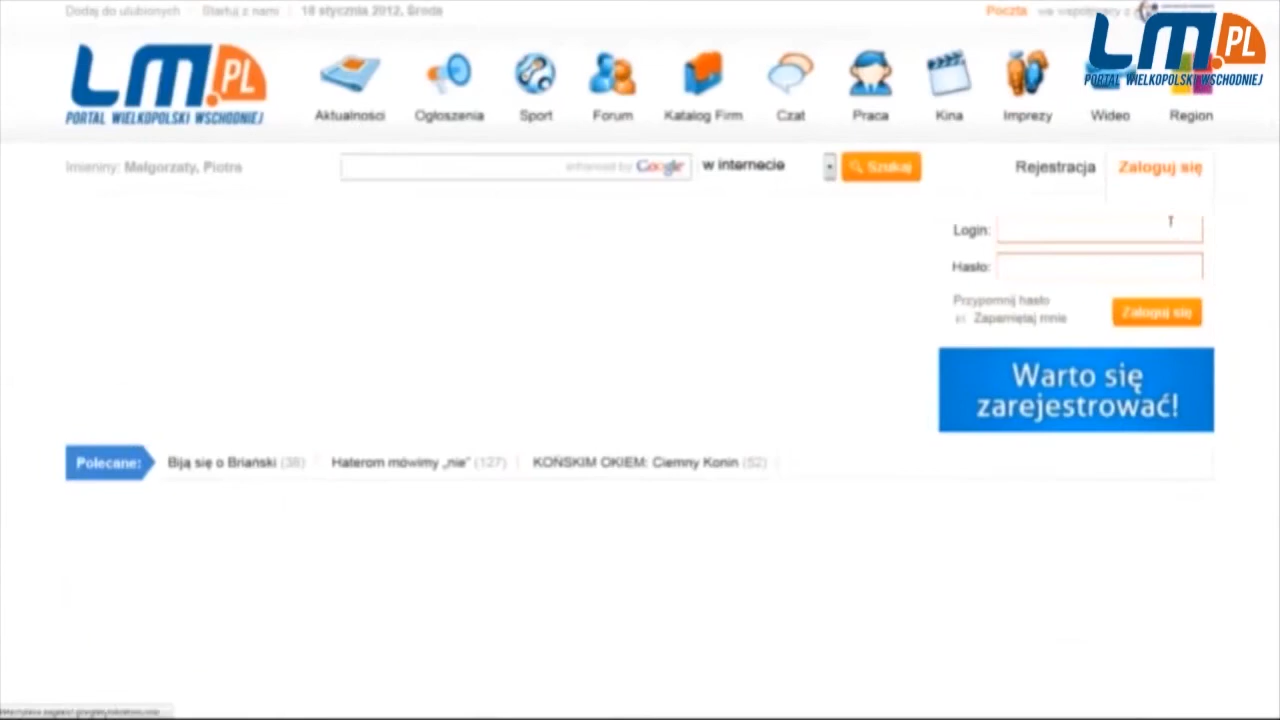 Dodaj do ulubionych Startuj z nami 18 stycznia 2012, Środa
Poczta we współpracy z
LM.PL
PORTAL WIELKOPOLSKI WSCHODNIEJ
LM.PL
PORTAL WIELKOPOLSKI WSCHODNIEJ
Aktualności Ogłoszenia Sport Forum Katalog Firm Czat Praca Kina Imprezy Wideo Region
Imieniny: Małgorzaty, Piotra
enhanced by Google w internecie Szukaj
Rejestracja Zaloguj się
Login:
Hasło:
Przypomnij hasło
Zapamiętaj mnie
Zaloguj się
Warto się
zarejestrować!
Polecane: Biją się o Briański (38) Haterom mówimy „nie” (127) KOŃSKIM OKIEM: Ciemny Konin (52)